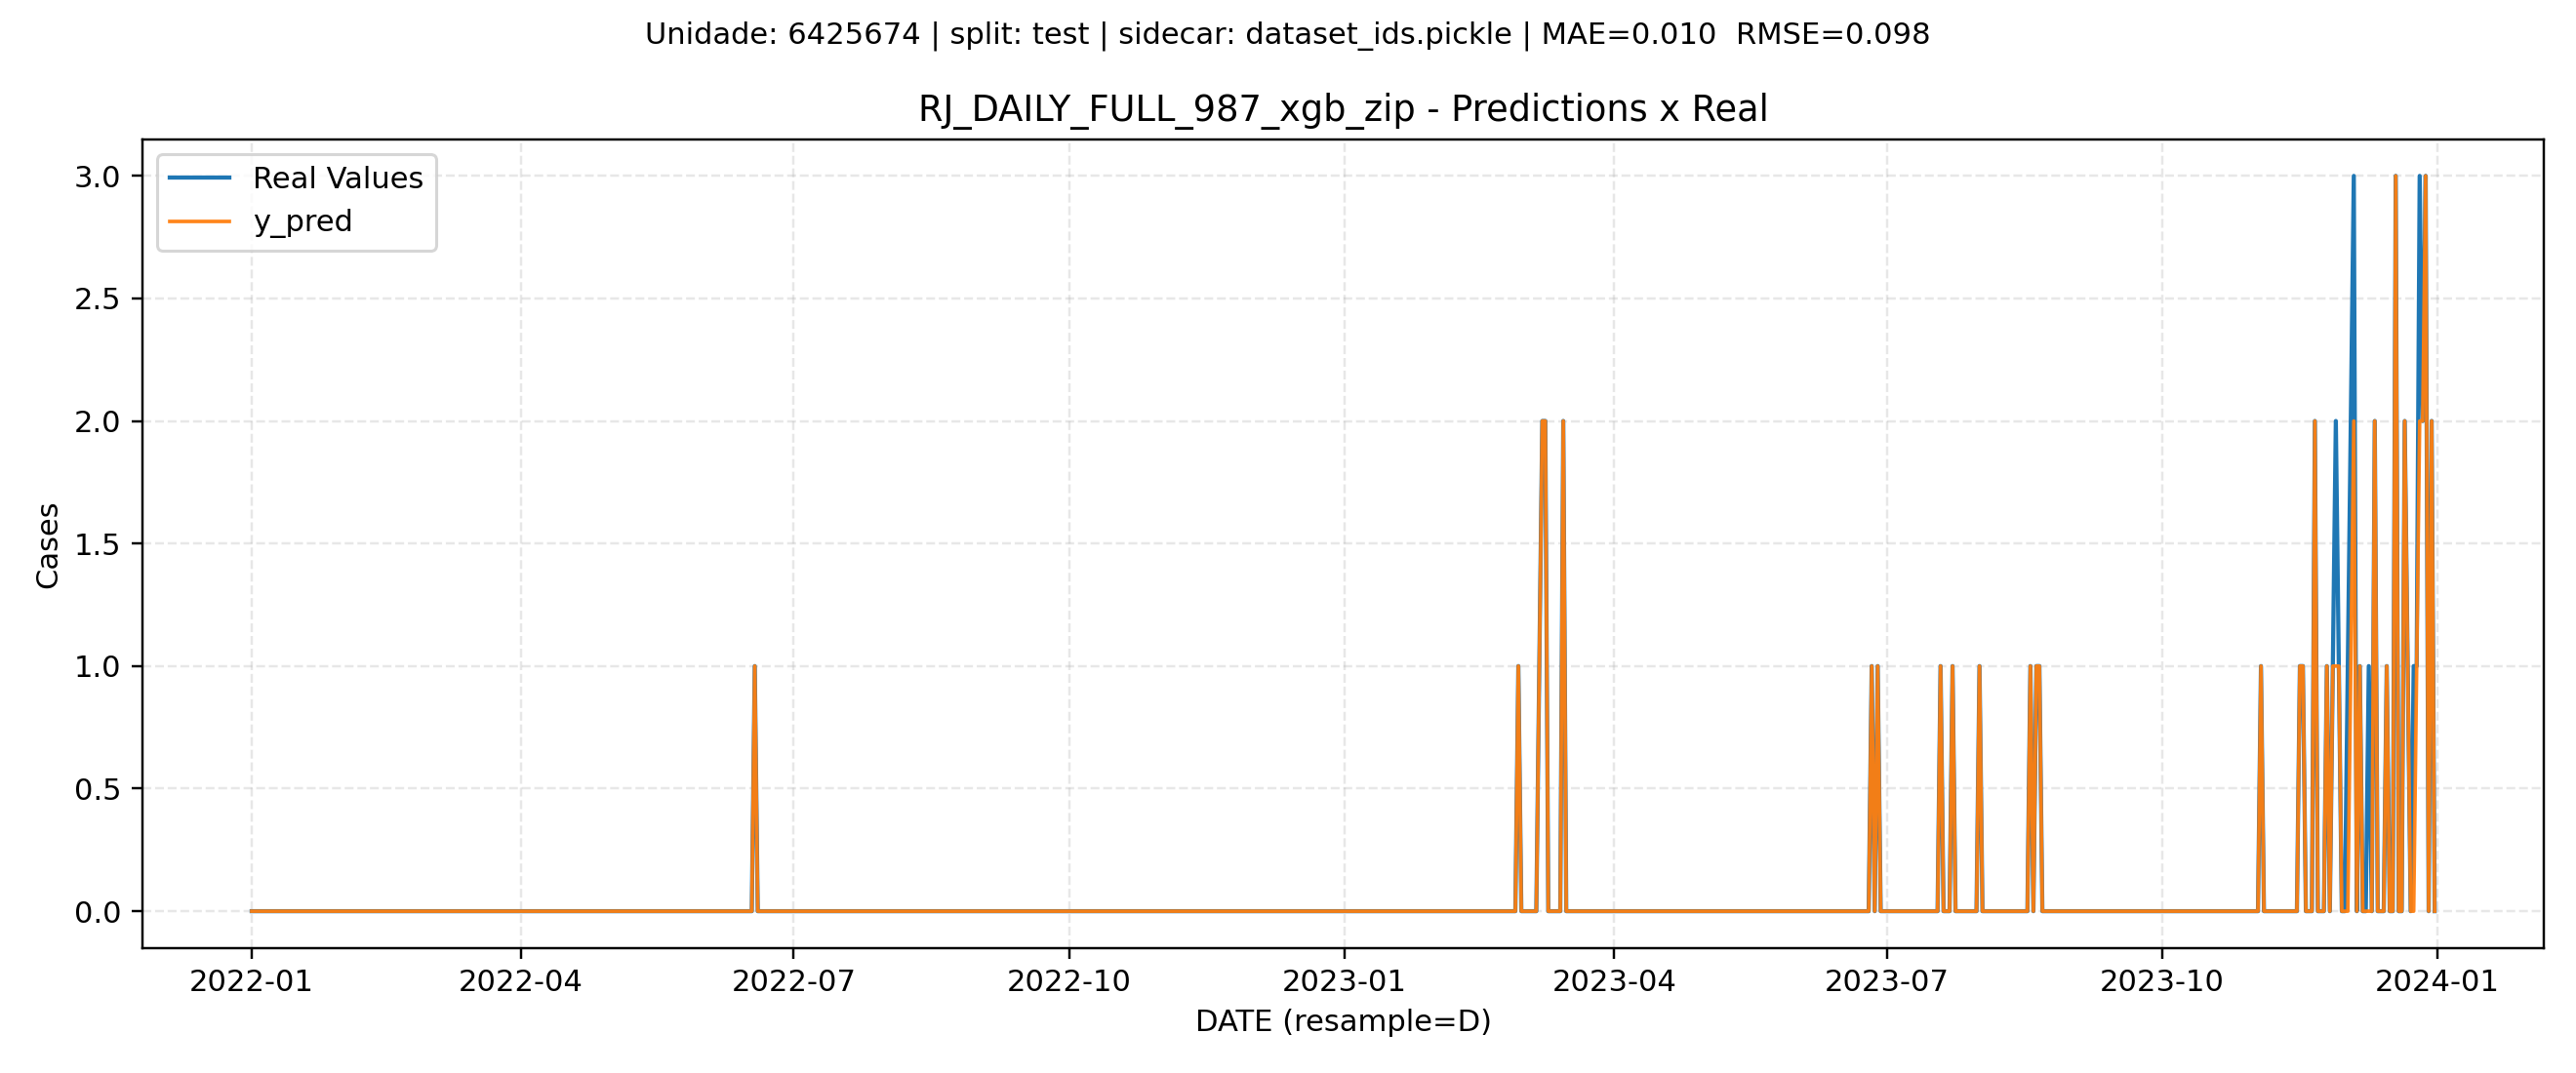 Unidade: 6425674 | split: test | sidecar: dataset_ids.pickle | MAE=0.010  RMSE=0.098
RJ_DAILY_FULL_987_xgb_zip - Predictions x Real
Real Values
y_pred
3.0
2.5
2.0
1.5
1.0
0.5
0.0
Cases
2022-01 2022-04 2022-07 2022-10 2023-01 2023-04 2023-07 2023-10 2024-01
DATE (resample=D)